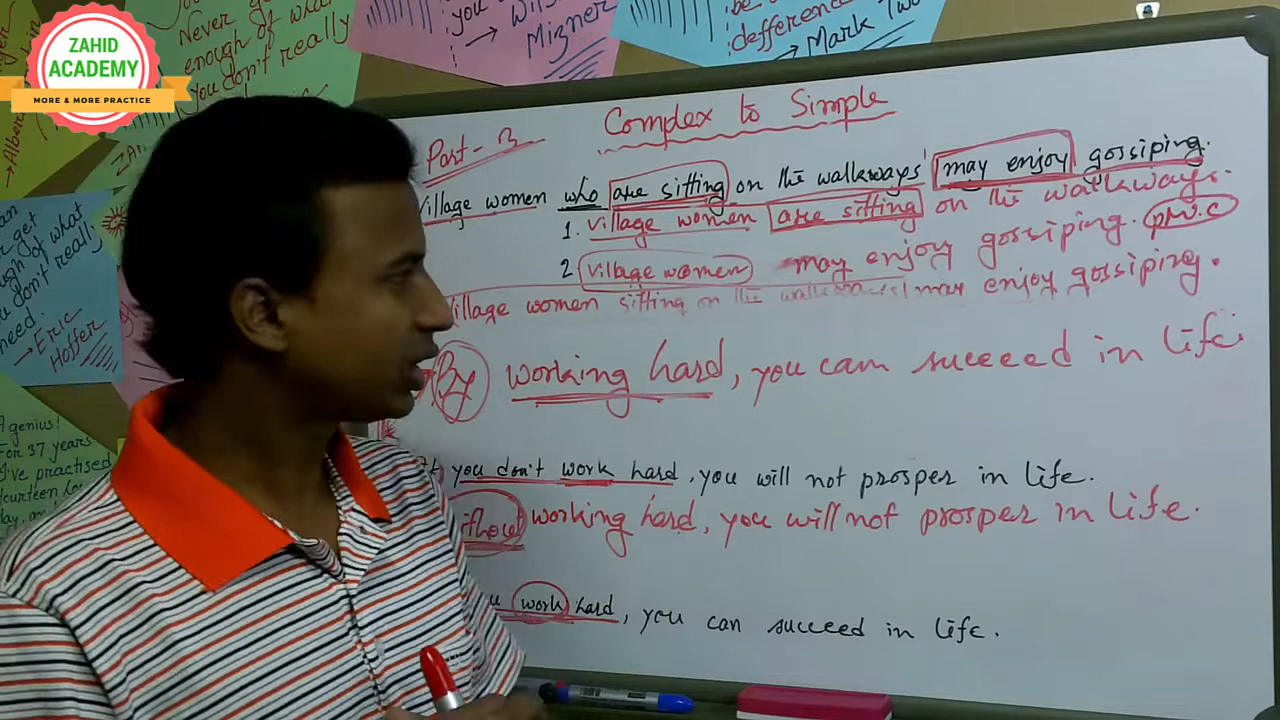 ZAHID
ACADEMY
MORE & MORE PRACTICE
Never
enough of what
you don't really
you
Mizner
be
defference
→ Mark
get
of what
don't really
need.
→ Eric
Hoffer
genius!
For 37 years
I've practised
fourteen
day,
Complex to Simple
Part - 3
Village women who are sitting on the walkways may enjoy gossiping.
1. Village women are sitting on the walkways.
2 Village women may enjoy gossiping. prin.c
Village women sitting on the walkways may enjoy gossiping.
By working hard, you can succeed in life.
If you don't work hard, you will not prosper in life.
working hard, you will not prosper in life.
work hard, you can succeed in life.